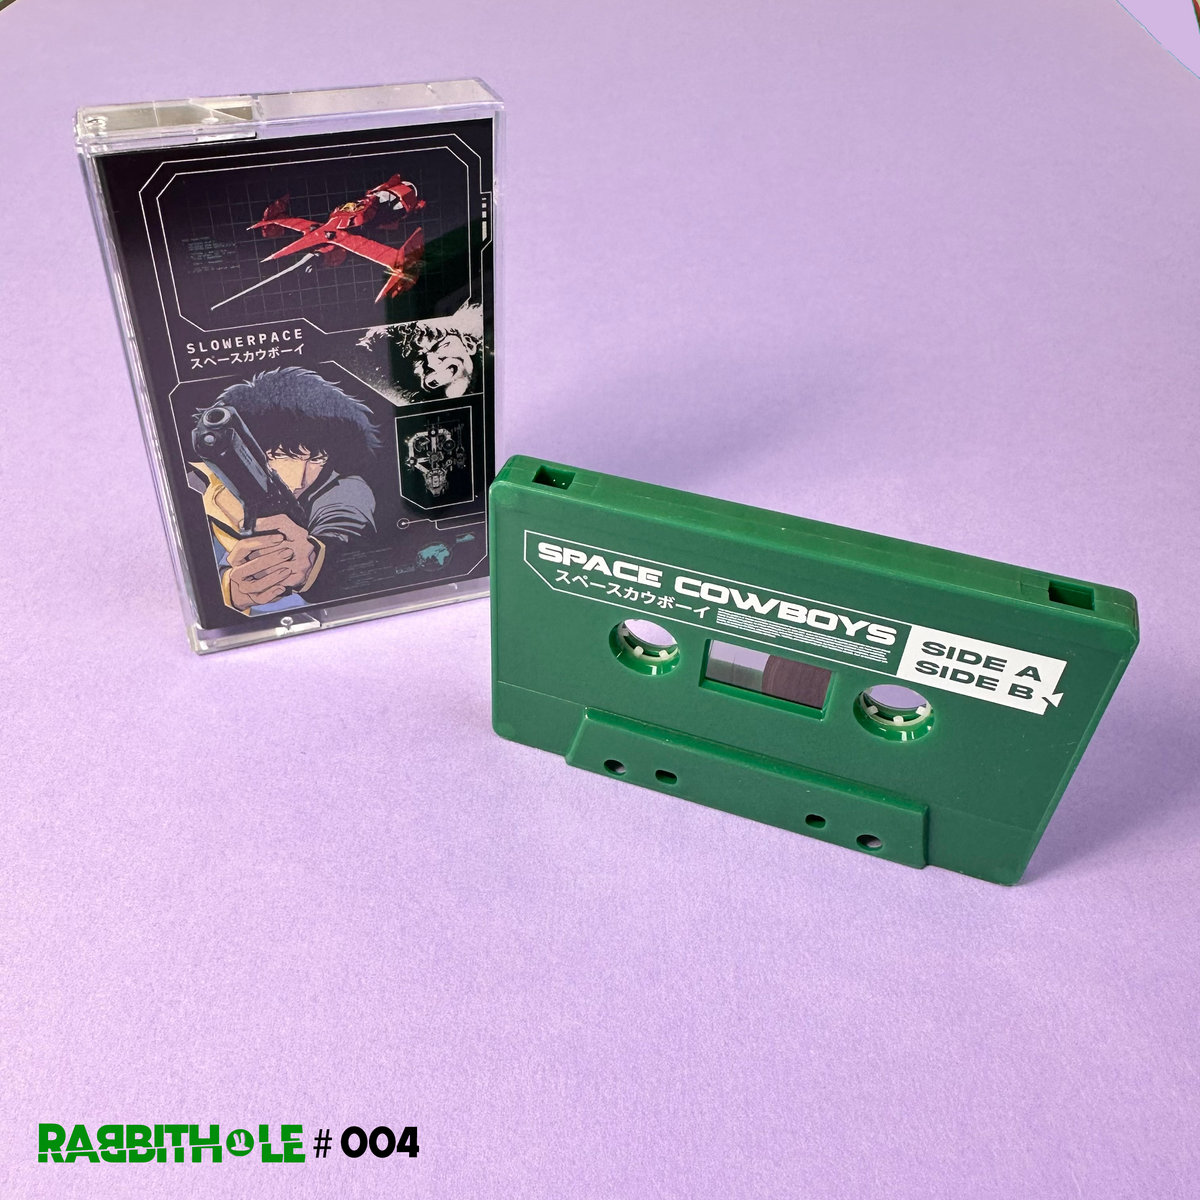 SLOWERPACE
スペースカウボーイ
SPACE COWBOYS
スペースカウボーイ
SIDE A
SIDE B
RABBITHOLE # 004